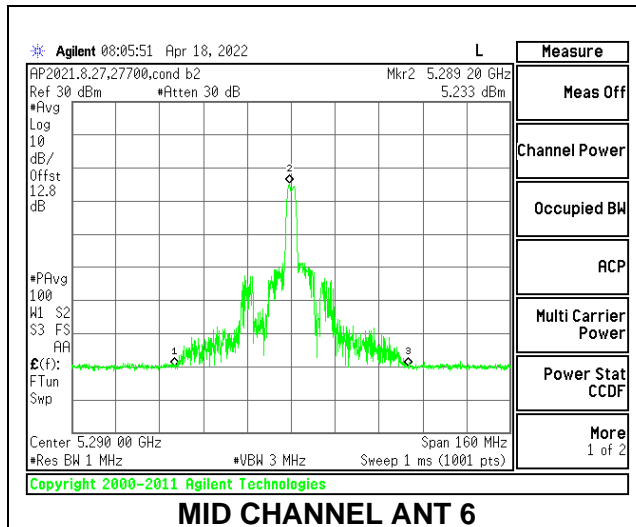 Agilent 08:05:51 Apr 18, 2022 L Measure
AP2021.8.27,27700,cond b2 Mkr2 5.289 20 GHz
Ref 30 dBm #Atten 30 dB 5.233 dBm
#Avg
Log
10
dB/
Offst
12.8
dB
#PAvg
100
W1 S2
S3 FS
AA
£(f):
FTun
Swp
1
2
3
Center 5.290 00 GHz Span 160 MHz
#Res BW 1 MHz #VBW 3 MHz Sweep 1 ms (1001 pts)
Copyright 2000-2011 Agilent Technologies
Meas Off
Channel Power
Occupied BW
ACP
Multi Carrier
Power
Power Stat
CCDF
More
1 of 2
MID CHANNEL ANT 6